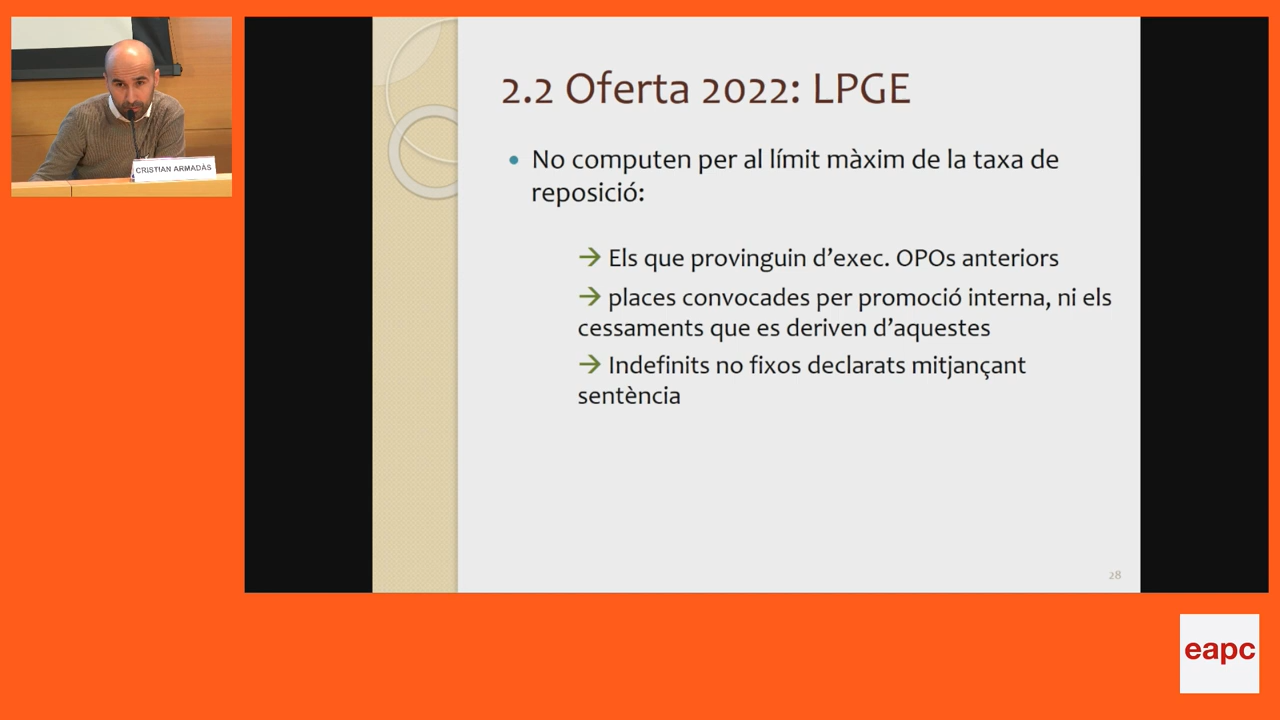 CRISTIAN ARMADÀS
2.2 Oferta 2022: LPGE
• No computen per al límit màxim de la taxa de
reposició:
→ Els que provinguin d’exec. OPOs anteriors
→ places convocades per promoció interna, ni els
cessaments que es deriven d’aquestes
→ Indefinits no fixos declarats mitjançant
sentència
28
eapc